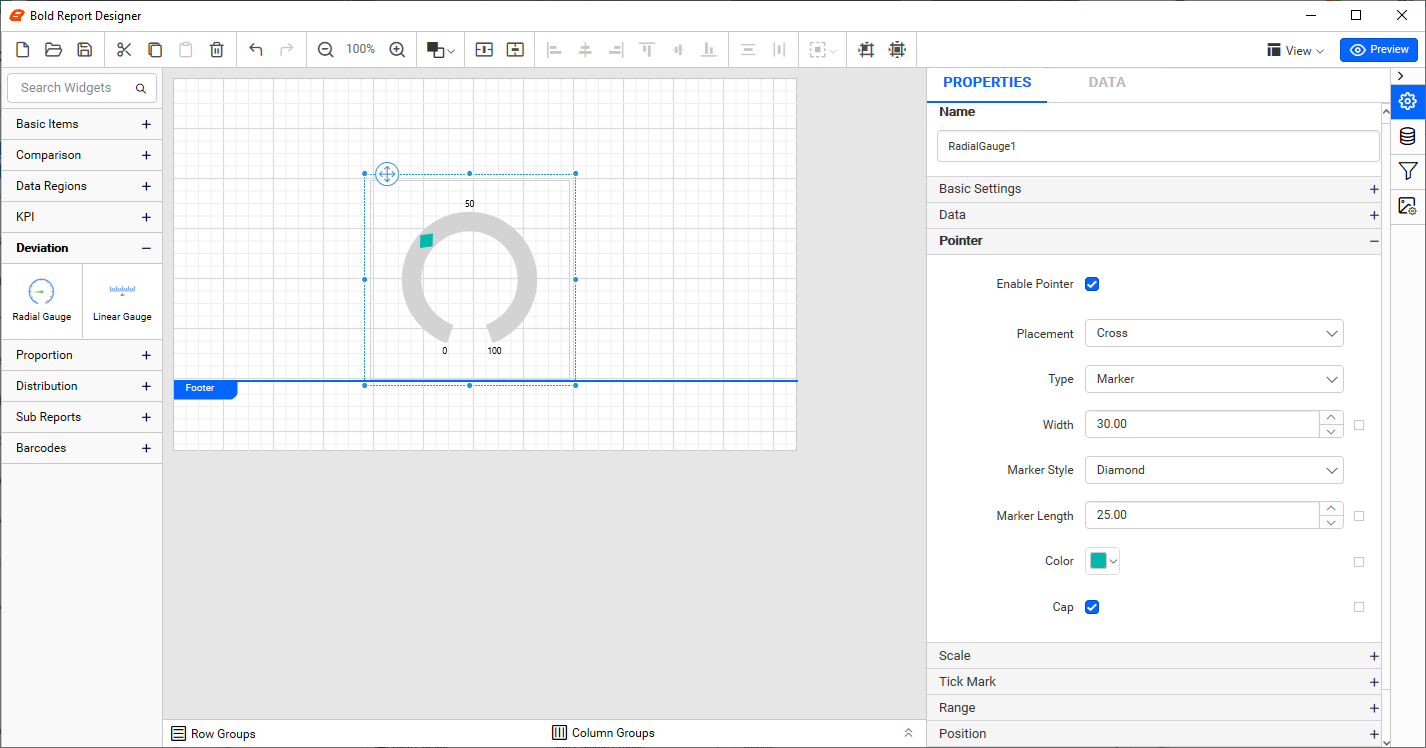 Bold Report Designer
100%
View
Preview
Search Widgets
Basic Items
Comparison
Data Regions
KPI
Deviation
Radial Gauge
Linear Gauge
Proportion
Distribution
Sub Reports
Barcodes
50
0
100
Footer
Row Groups
Column Groups
PROPERTIES
DATA
Name
RadialGauge1
Basic Settings
Data
Pointer
Enable Pointer
Placement
Cross
Type
Marker
Width
30.00
Marker Style
Diamond
Marker Length
25.00
Color
Cap
Scale
Tick Mark
Range
Position